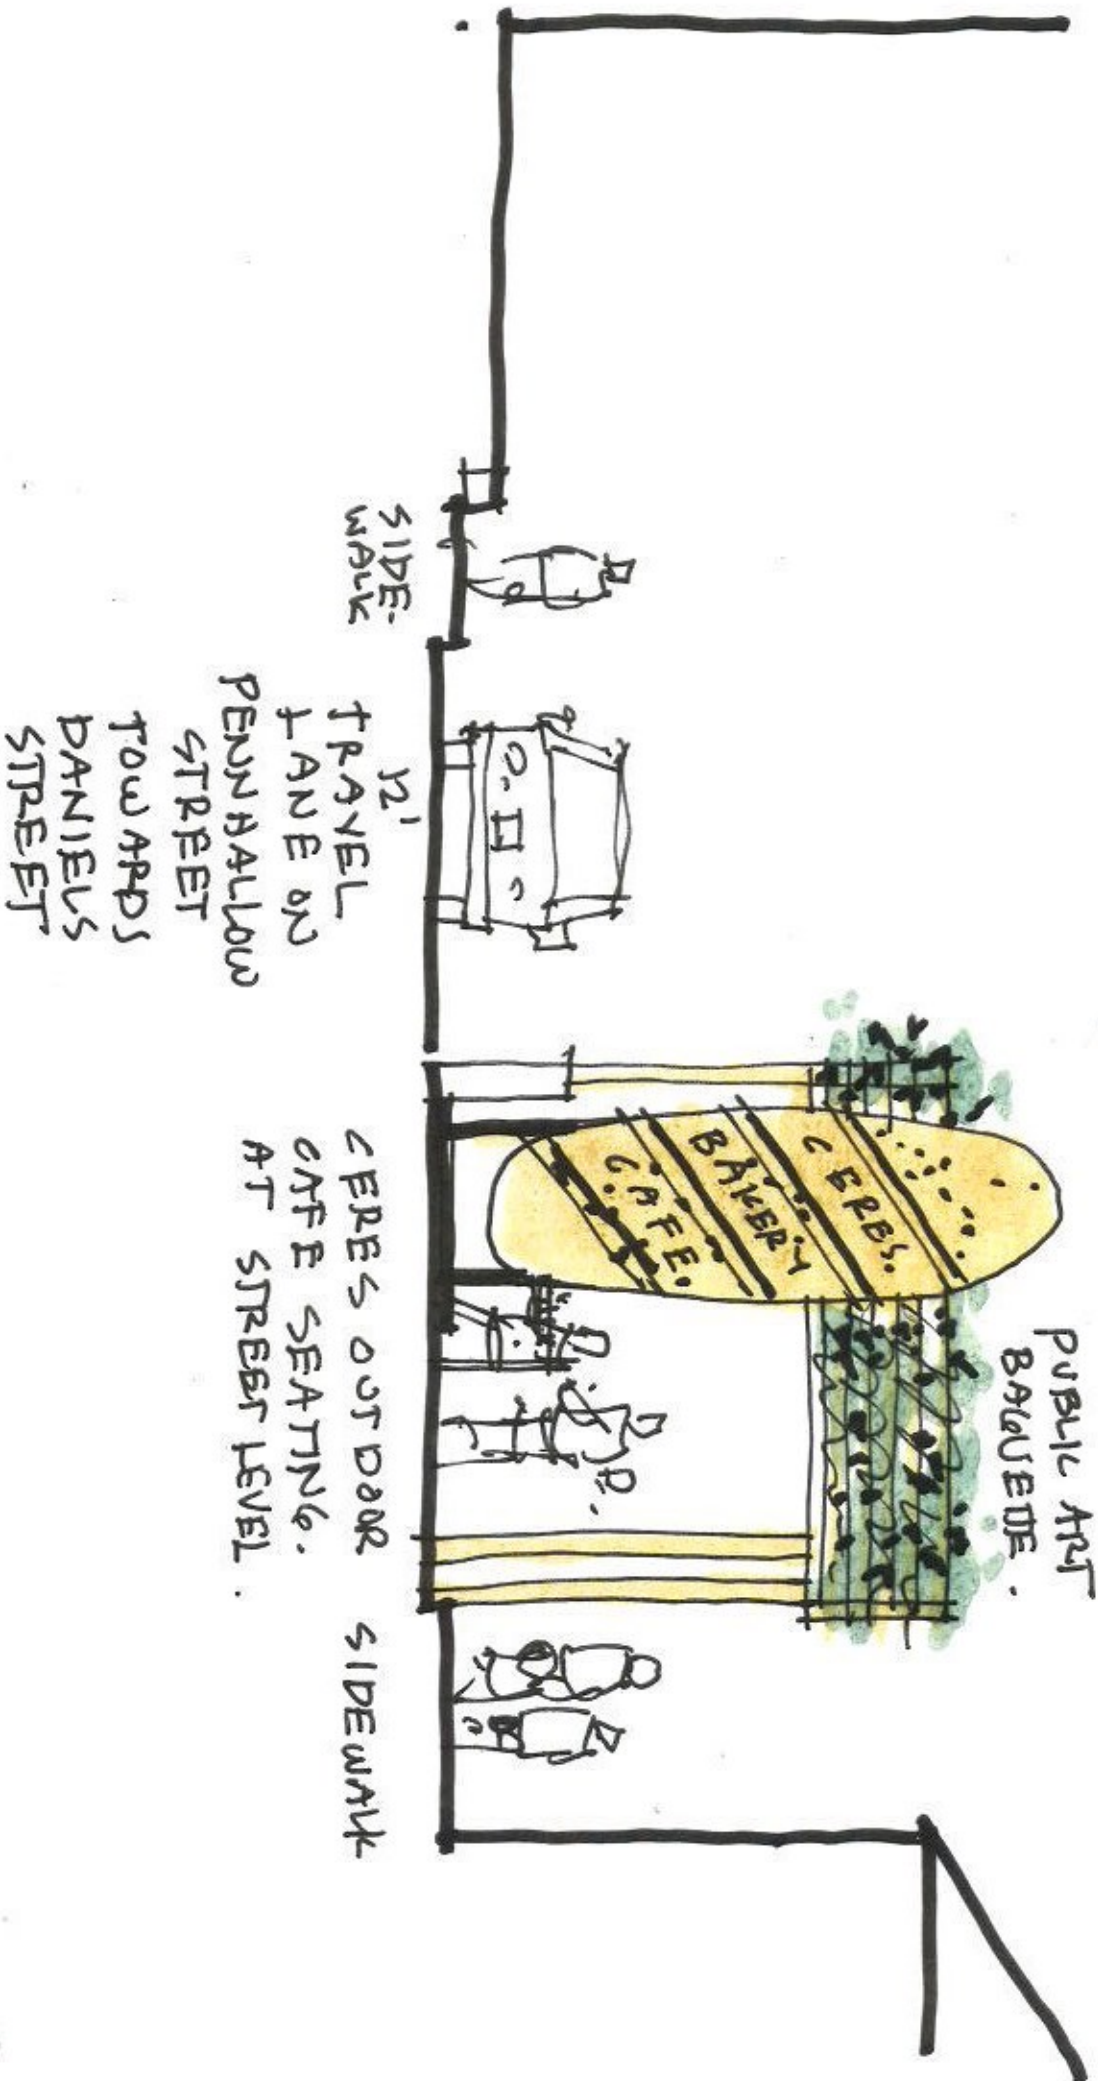 PUBLIC ART
BAGUETTE.
CERES.
BAKERY
CAFE.
SIDE-
WALK
12'
TRAVEL
LANE ON
PENNHALLOW
STREET
TOWARDS
DANIELS
STREET
CERES OUTDOOR
CAFE SEATING.
AT STREET LEVEL.
SIDEWALK